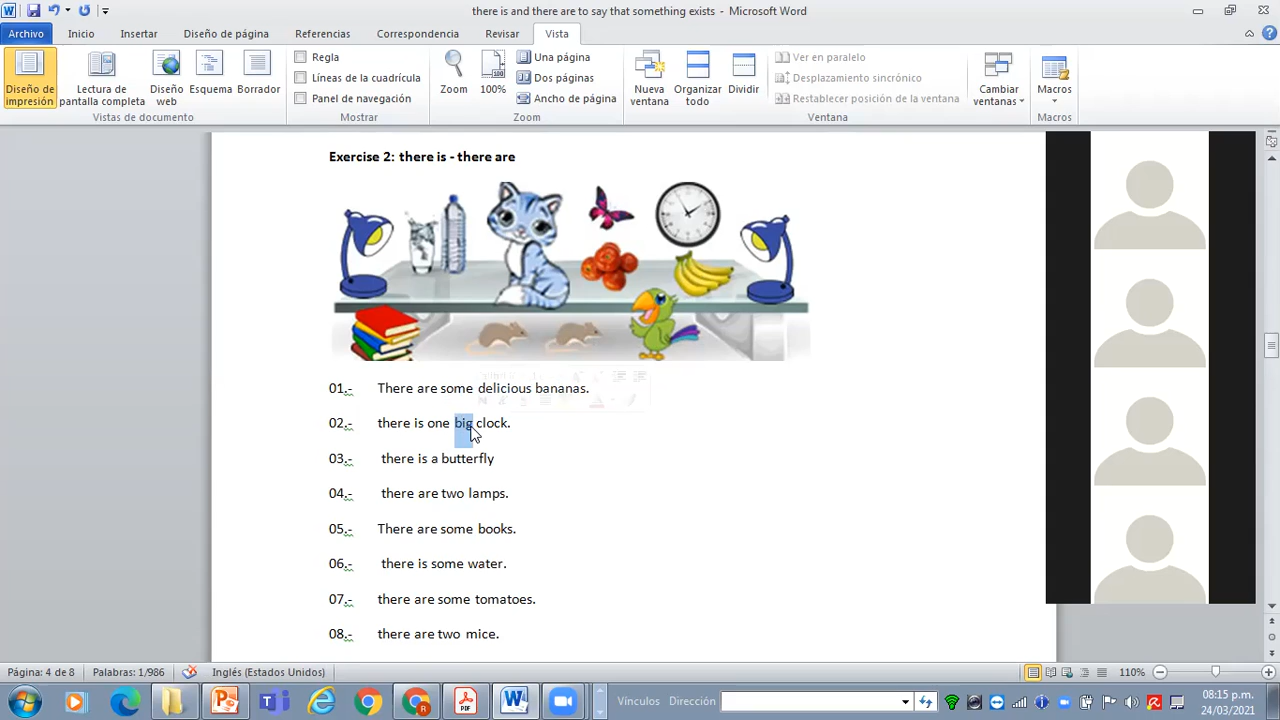 there is and there are to say that something exists - Microsoft Word
Archivo Inicio Insertar Diseño de página Referencias Correspondencia Revisar Vista
Diseño de impresión
Lectura de pantalla completa
Diseño web
Esquema
Borrador
Vistas de documento
Regla
Líneas de la cuadrícula
Panel de navegación
Mostrar
Zoom
100%
Una página
Dos páginas
Ancho de página
Zoom
Nueva ventana
Organizar todo
Dividir
Ver en paralelo
Desplazamiento sincrónico
Restablecer posición de la ventana
Ventana
Cambiar ventanas
Macros
Macros
Exercise 2: there is - there are
01.- There are some delicious bananas.
02.- there is one big clock.
03.- there is a butterfly
04.- there are two lamps.
05.- There are some books.
06.- there is some water.
07.- there are some tomatoes.
08.- there are two mice.
Página: 4 de 8 Palabras: 1/986 Inglés (Estados Unidos) 110%
Vínculos Dirección
08:15 p.m.
24/03/2021